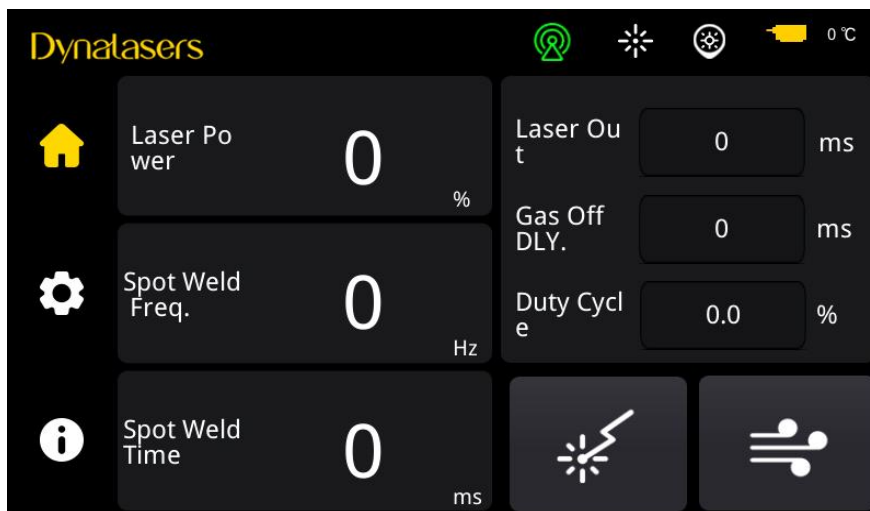 Dynalasers
0 ℃
Laser Po
wer
0
%
Laser Ou
t
0
ms
Gas Off
DLY.
0
ms
Spot Weld
Freq.
0
Hz
Duty Cycl
e
0.0
%
Spot Weld
Time
0
ms